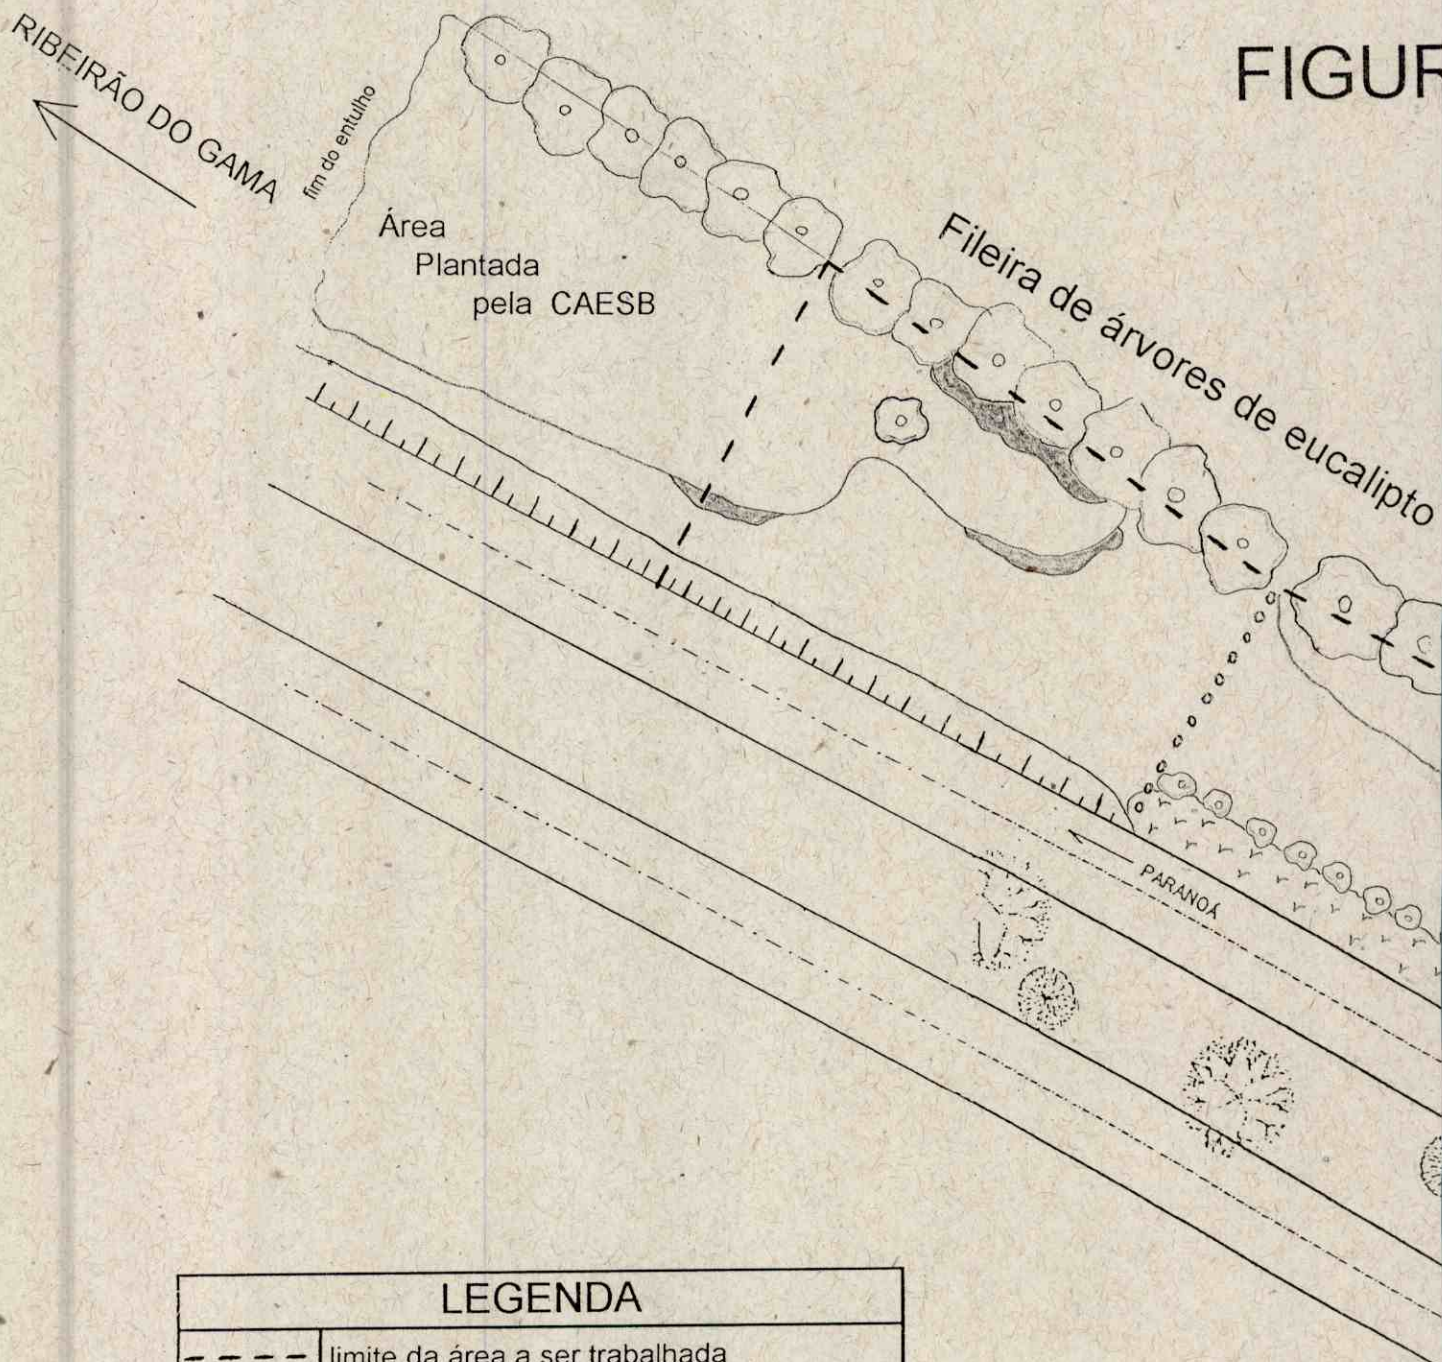 FIGUR
RIBEIRÃO DO GAMA
fim do entulho
Área
Plantada
pela CAESB
Fileira de árvores de eucalipto
PARANOÁ
LEGENDA
limite da área a ser trabalhada